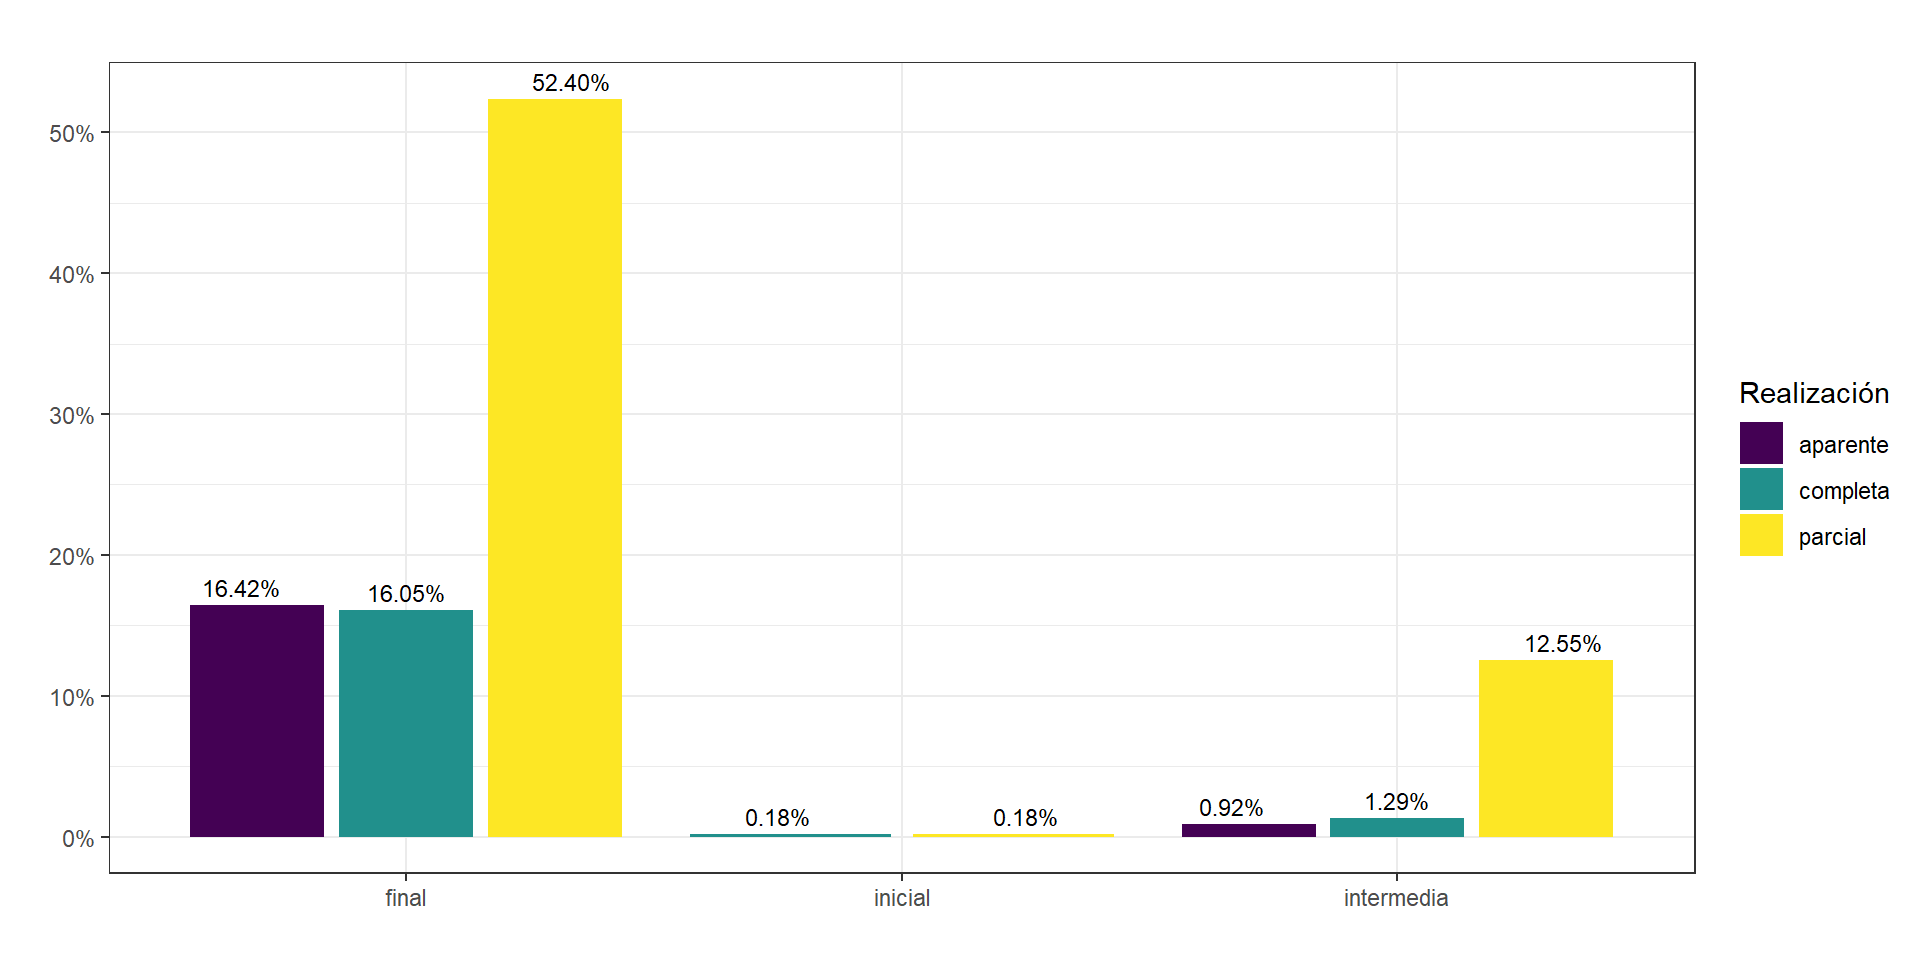 52.40%
50%
40%
30%
20%
10%
0%
16.42%
16.05%
0.18%
0.18%
0.92%
1.29%
12.55%
final
inicial
intermedia
Realización
aparente
completa
parcial